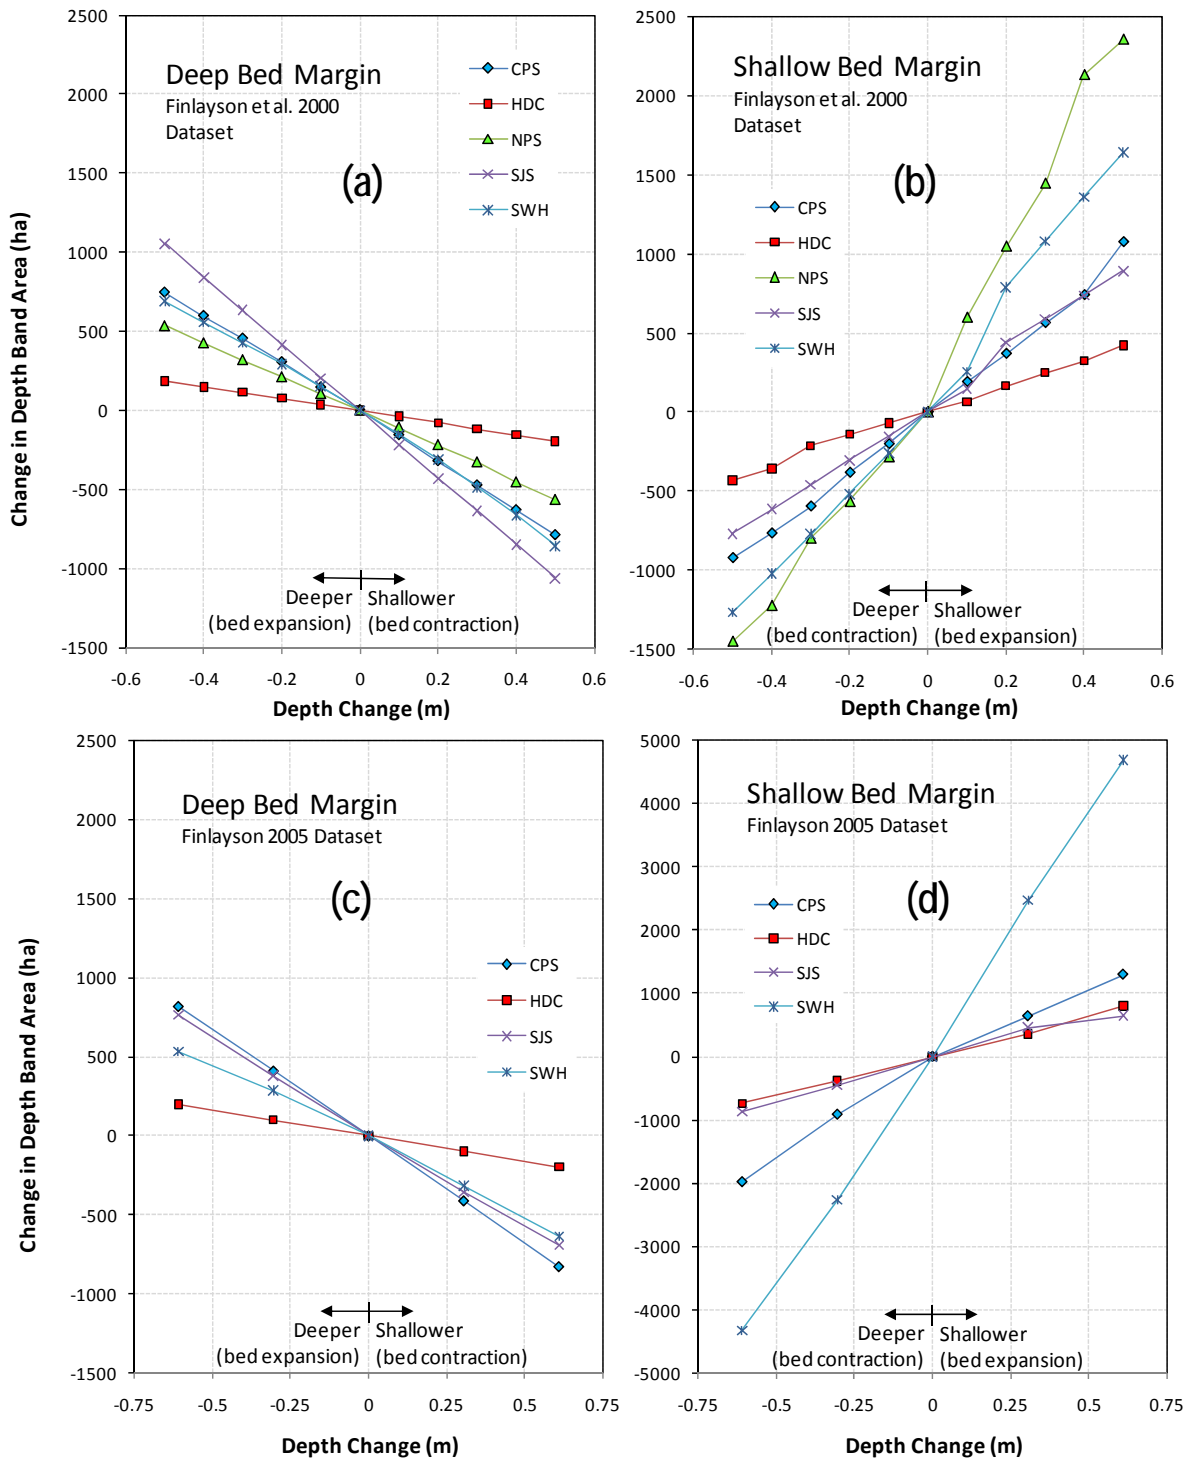 Change in Depth Band Area (ha)
2500
2000
1500
1000
500
0
-500
-1000
-1500
Deep Bed Margin
Finlayson et al. 2000
Dataset
(a)
CPS
HDC
NPS
SJS
SWH
Deeper
(bed expansion)
Shallower
(bed contraction)
-0.6
-0.4
-0.2
0
0.2
0.4
0.6
Depth Change (m)
2500
2000
1500
1000
500
0
-500
-1000
-1500
Shallow Bed Margin
Finlayson et al. 2000
Dataset
(b)
CPS
HDC
NPS
SJS
SWH
Deeper
(bed contraction)
Shallower
(bed expansion)
-0.6
-0.4
-0.2
0
0.2
0.4
0.6
Depth Change (m)
Change in Depth Band Area (ha)
2500
2000
1500
1000
500
0
-500
-1000
-1500
Deep Bed Margin
Finlayson 2005 Dataset
(c)
CPS
HDC
SJS
SWH
Deeper
(bed expansion)
Shallower
(bed contraction)
-0.75
-0.5
-0.25
0
0.25
0.5
0.75
Depth Change (m)
5000
4000
3000
2000
1000
0
-1000
-2000
-3000
-4000
-5000
Shallow Bed Margin
Finlayson 2005 Dataset
(d)
CPS
HDC
SJS
SWH
Deeper
(bed contraction)
Shallower
(bed expansion)
-0.75
-0.5
-0.25
0
0.25
0.5
0.75
Depth Change (m)